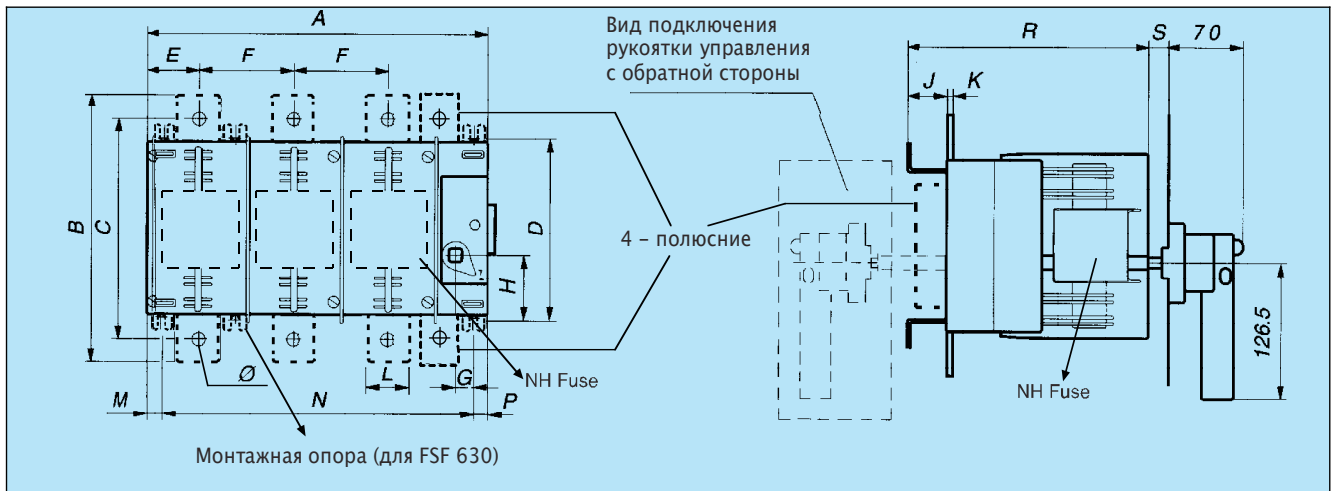 A
E
F
F
B
C
D
H
Ø
L
G
M
N
P
NH Fuse
Монтажная опора (для FSF 630)
Вид подключения
рукоятки управления
с обратной стороны
4 – полюсние
R
S
70
J
K
126.5
NH Fuse